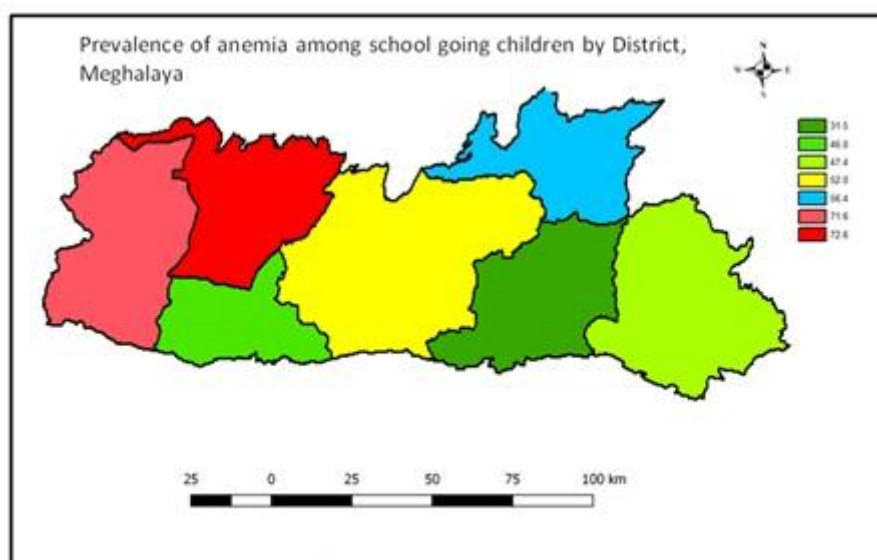 Prevalence of anemia among school going children by District,
Meghalaya
N
W E
S
31.5
46.0
47.4
52.0
56.4
71.6
72.6
25 0 25 50 75 100 km